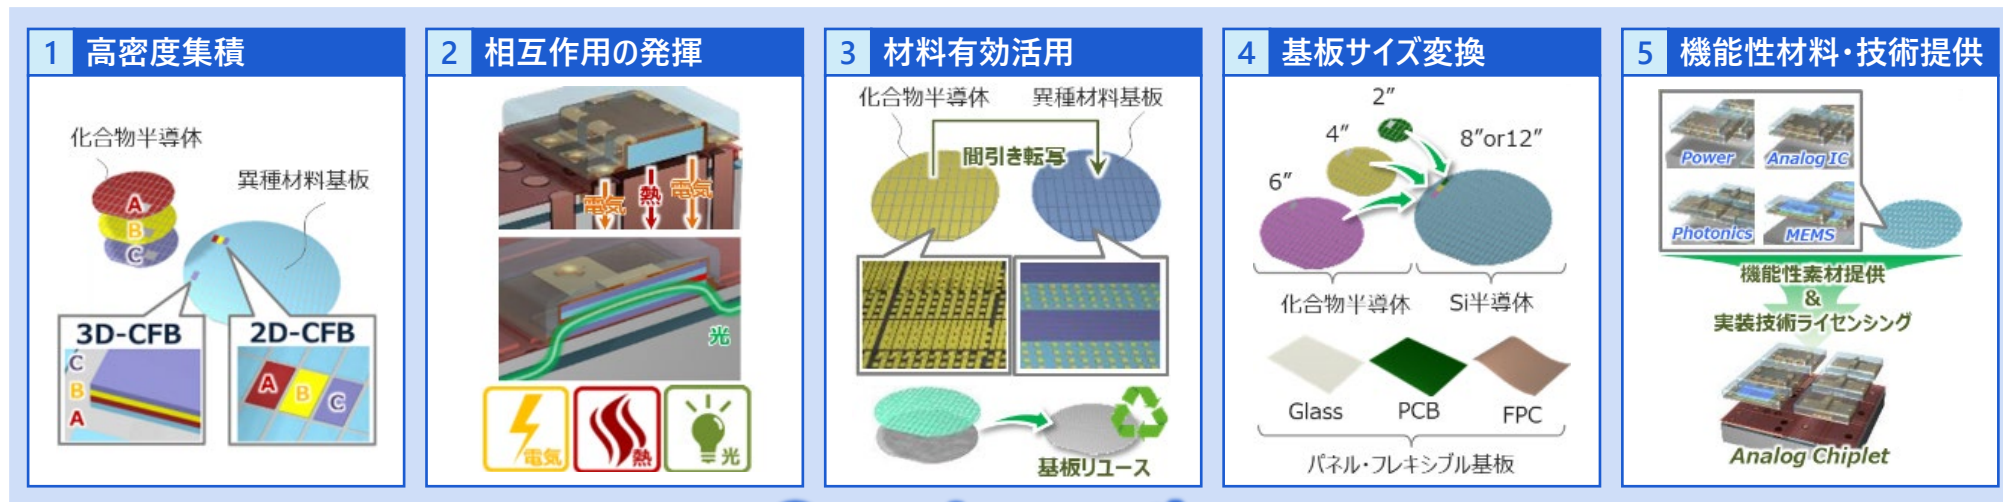 1 高密度集積
化合物半導体
異種材料基板
A
B
C
3D-CFB
C
B
A
2D-CFB
A B C
2 相互作用の発揮
電気 熱 電気
光
電気 熱 光
3 材料有効活用
化合物半導体 異種材料基板
間引き転写
基板リユース
4 基板サイズ変換
2”
4” 8”or12”
6”
化合物半導体 Si半導体
Glass PCB FPC
パネル・フレキシブル基板
5 機能性材料・技術提供
Power Analog IC
Photonics MEMS
機能性素材提供
&
実装技術ライセンシング
Analog Chiplet